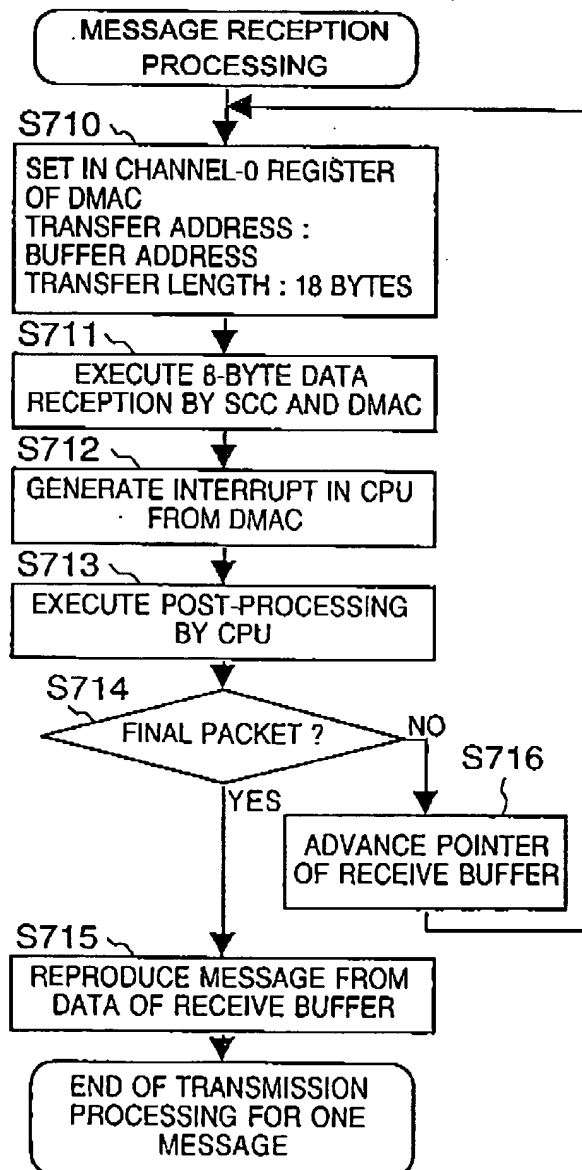 MESSAGE RECEPTION
PROCESSING
S710
SET IN CHANNEL-0 REGISTER
OF DMAC
TRANSFER ADDRESS :
BUFFER ADDRESS
TRANSFER LENGTH : 18 BYTES
S711
EXECUTE 8-BYTE DATA
RECEPTION BY SCC AND DMAC
S712
GENERATE INTERRUPT IN CPU
FROM DMAC
S713
EXECUTE POST-PROCESSING
BY CPU
S714
FINAL PACKET ?
NO
YES
S716
ADVANCE POINTER
OF RECEIVE BUFFER
S715
REPRODUCE MESSAGE FROM
DATA OF RECEIVE BUFFER
END OF TRANSMISSION
PROCESSING FOR ONE
MESSAGE